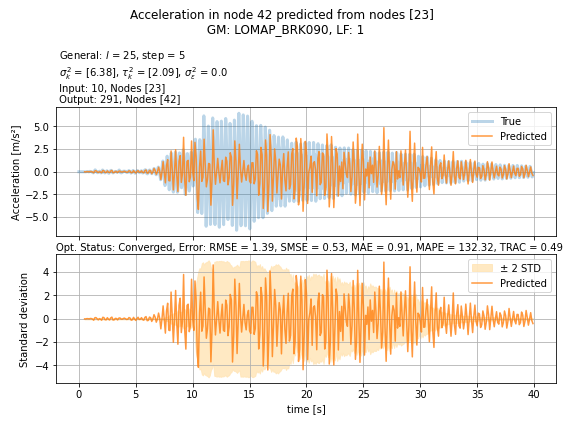 Acceleration in node 42 predicted from nodes [23]
GM: LOMAP_BRK090, LF: 1
General: l = 25, step = 5
σ_k² = [6.38], τ_k² = [2.09], σ_ε² = 0.0
Input: 10, Nodes [23]
Output: 291, Nodes [42]
Acceleration [m/s²]
5.0
2.5
0.0
−2.5
−5.0
True
Predicted
Opt. Status: Converged, Error: RMSE = 1.39, SMSE = 0.53, MAE = 0.91, MAPE = 132.32, TRAC = 0.49
Standard deviation
4
2
0
−2
−4
± 2 STD
Predicted
0 5 10 15 20 25 30 35 40
time [s]